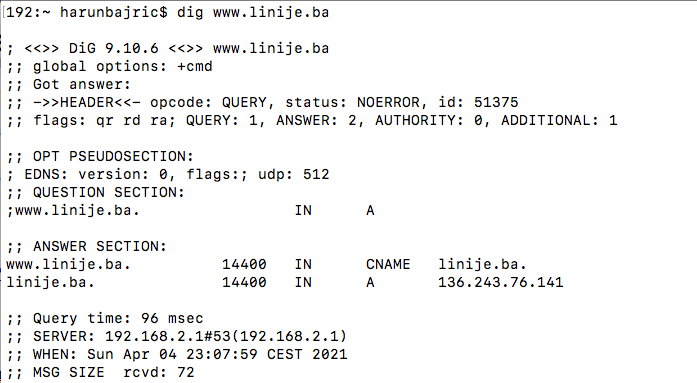 192:~ harunbajric$ dig www.linije.ba
; <<>> DiG 9.10.6 <<>> www.linije.ba
;; global options: +cmd
;; Got answer:
;; ->>HEADER<<- opcode: QUERY, status: NOERROR, id: 51375
;; flags: qr rd ra; QUERY: 1, ANSWER: 2, AUTHORITY: 0, ADDITIONAL: 1
;; OPT PSEUDOSECTION:
; EDNS: version: 0, flags:; udp: 512
;; QUESTION SECTION:
;www.linije.ba. IN A
;; ANSWER SECTION:
www.linije.ba. 14400 IN CNAME linije.ba.
linije.ba. 14400 IN A 136.243.76.141
;; Query time: 96 msec
;; SERVER: 192.168.2.1#53(192.168.2.1)
;; WHEN: Sun Apr 04 23:07:59 CEST 2021
;; MSG SIZE rcvd: 72